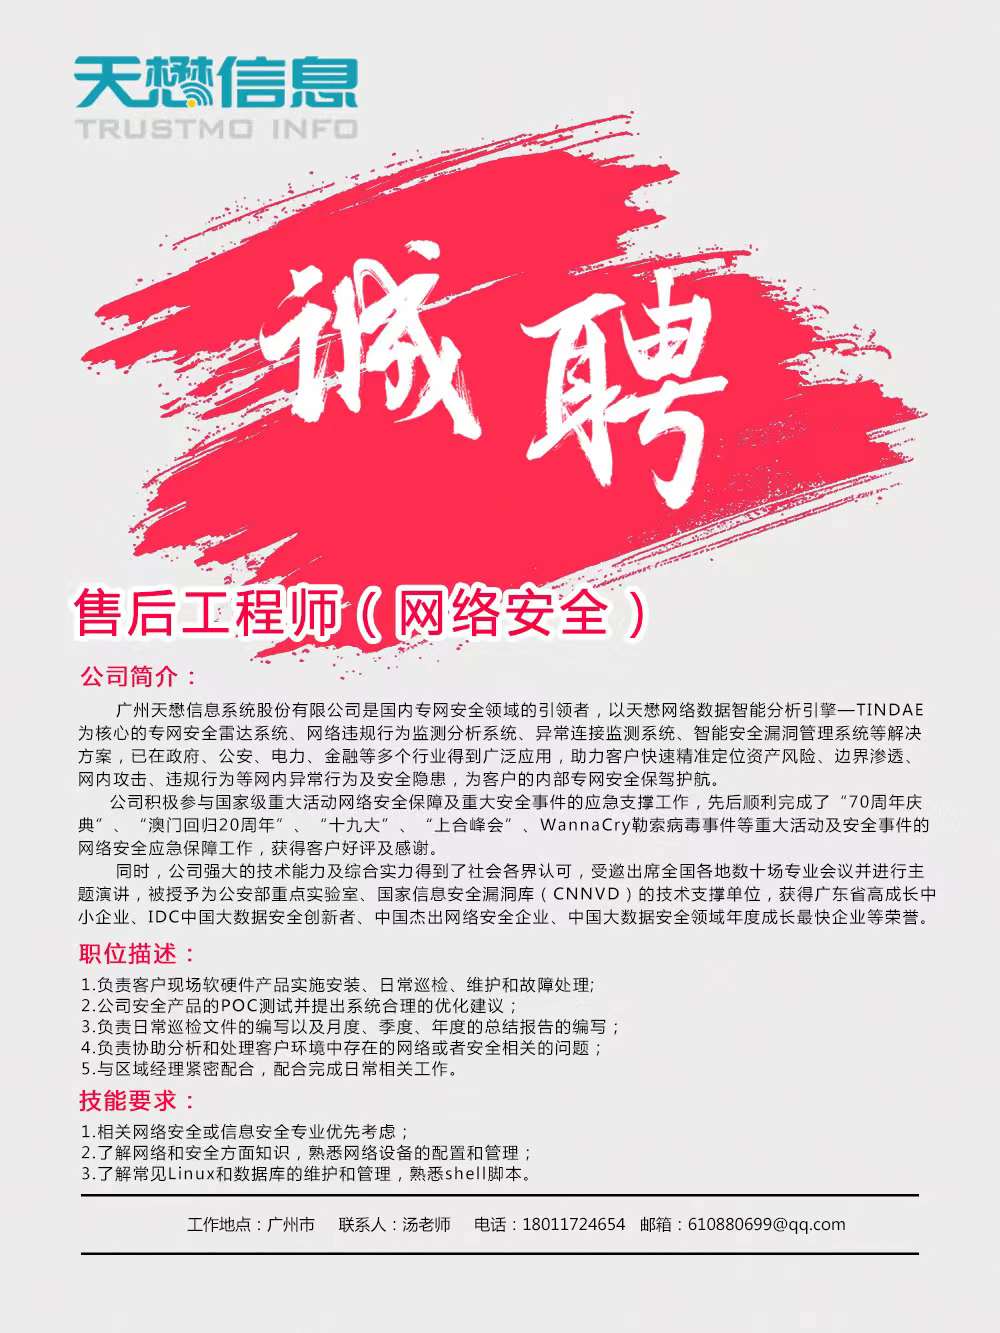 天懋信息
TRUSTMO INFO
诚聘
售后工程师（网络安全）
公司简介：
广州天懋信息系统股份有限公司是国内专网安全领域的引领者，以天懋网络数据智能分析引擎—TINDAE
为核心的专网安全雷达系统、网络违规行为监测分析系统、异常连接监测系统、智能安全漏洞管理系统等解决
方案，已在政府、公安、电力、金融等多个行业得到广泛应用，助力客户快速精准定位资产风险、边界渗透、
网内攻击、违规行为等网内异常行为及安全隐患，为客户的内部专网安全保驾护航。
公司积极参与国家级重大活动网络安全保障及重大安全事件的应急支撑工作，先后顺利完成了“70周年庆
典”、“澳门回归20周年”、“十九大”、“上合峰会”、WannaCry勒索病毒事件等重大活动及安全事件的
网络安全应急保障工作，获得客户好评及感谢。
同时，公司强大的技术能力及综合实力得到了社会各界认可，受邀出席全国各地数十场专业会议并进行主
题演讲，被授予为公安部重点实验室、国家信息安全漏洞库（CNNVD）的技术支撑单位，获得广东省高成长中
小企业、IDC中国大数据安全创新者、中国杰出网络安全企业、中国大数据安全领域年度成长最快企业等荣誉。
职位描述：
1.负责客户现场软硬件产品实施安装、日常巡检、维护和故障处理;
2.公司安全产品的POC测试并提出系统合理的优化建议；
3.负责日常巡检文件的编写以及月度、季度、年度的总结报告的编写；
4.负责协助分析和处理客户环境中存在的网络或者安全相关的问题；
5.与区域经理紧密配合，配合完成日常相关工作。
技能要求：
1.相关网络安全或信息安全专业优先考虑；
2.了解网络和安全方面知识，熟悉网络设备的配置和管理；
3.了解常见Linux和数据库的维护和管理，熟悉shell脚本。
工作地点：广州市 联系人：汤老师 电话：18011724654 邮箱：610880699@qq.com